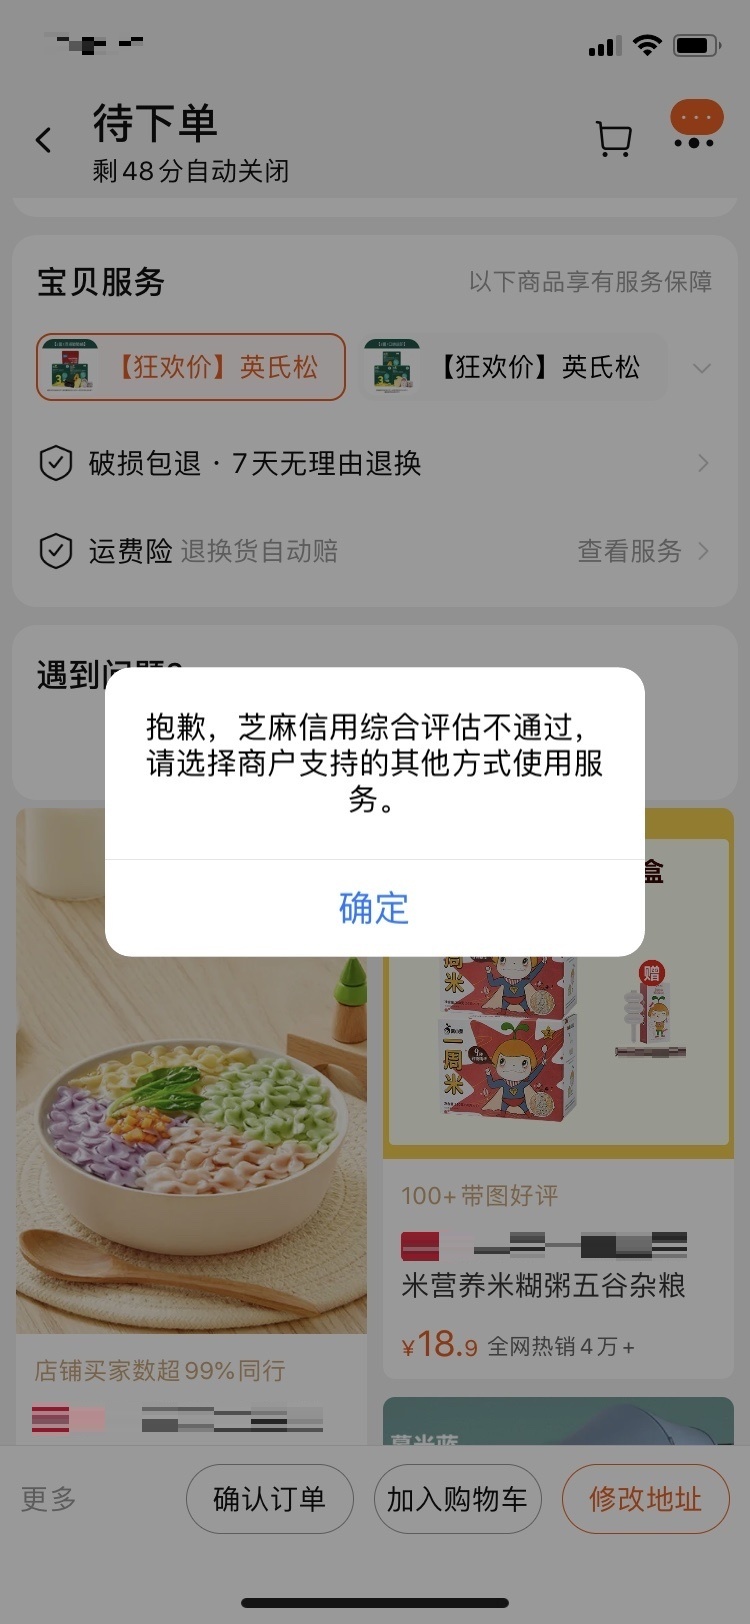 待下单
剩48分自动关闭
宝贝服务
以下商品享有服务保障
【狂欢价】英氏松
【狂欢价】英氏松
破损包退 · 7天无理由退换
运费险 退换货自动赔
查看服务
遇到问题?
抱歉，芝麻信用综合评估不通过，
请选择商户支持的其他方式使用服
务。
确定
盒
赠
周米
一周米
100+带图好评
米营养米糊粥五谷杂粮
¥18.9 全网热销4万+
店铺买家数超99%同行
更多
确认订单
加入购物车
修改地址